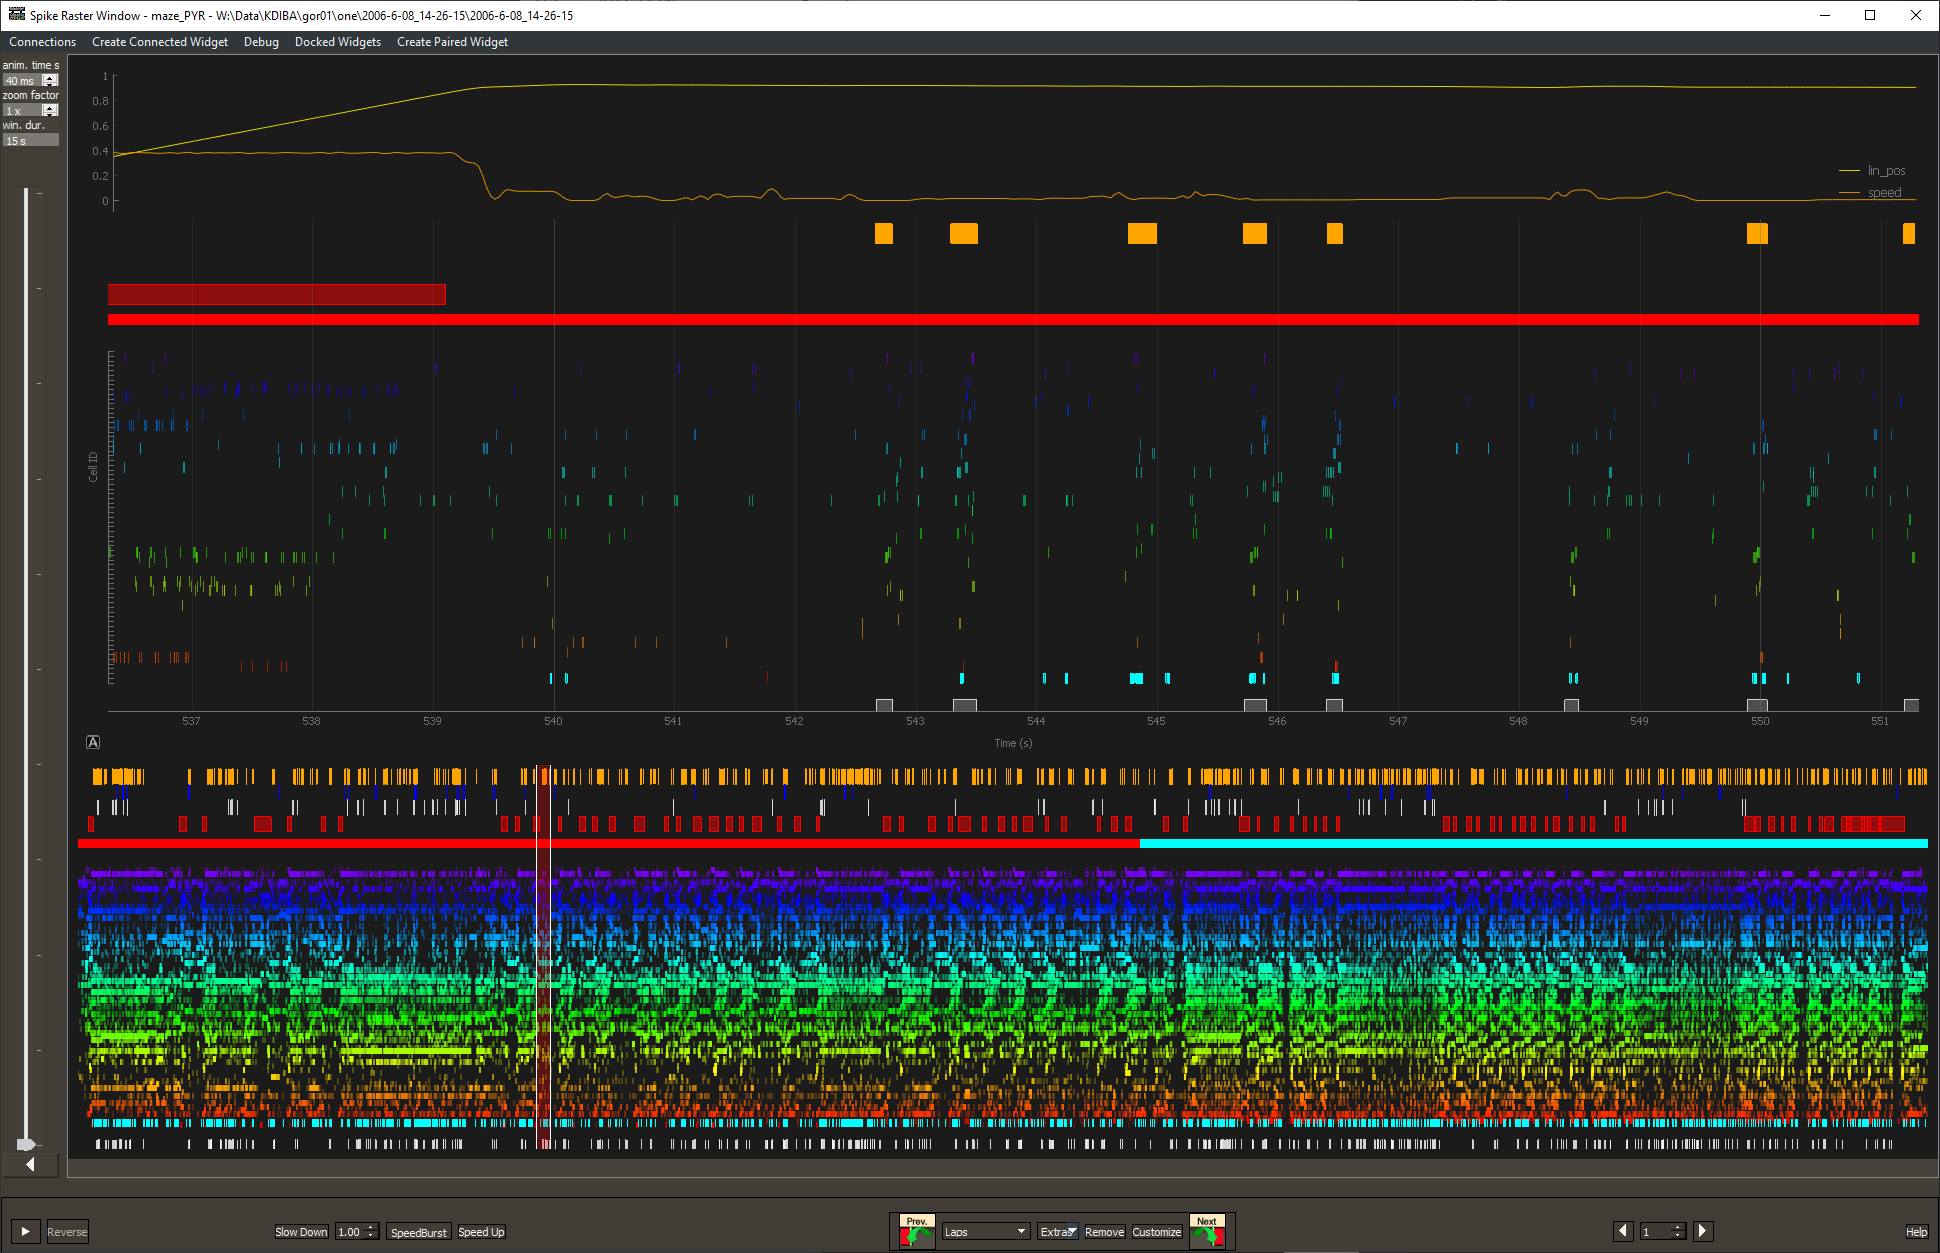 Spike Raster Window - maze_PYR - W:\Data\KDIBA\gor01\one\2006-6-08_14-26-15\2006-6-08_14-26-15
Connections Create Connected Widget Debug Docked Widgets Create Paired Widget
anim. time s
40 ms
zoom factor
1 x
win. dur.
15 s
1
0.8
0.6
0.4
0.2
0
lin_pos
speed
Cell ID
537 538 539 540 541 542 543 544 545 546 547 548 549 550 551
Time (s)
A
Reverse
Slow Down 1.00 SpeedBurst Speed Up
Prev. Laps Extras Remove Customize Next
1
Help